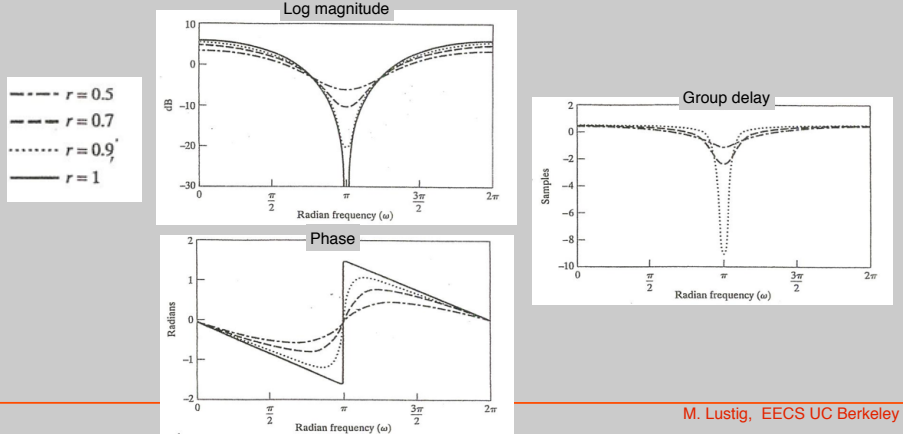 Log magnitude
10
0
−10
−20
−30
dB
0
π/2
π
3π/2
2π
Radian frequency (ω)
r = 0.5
r = 0.7
r = 0.9
r = 1
Group delay
2
0
−2
−4
−6
−8
−10
Samples
0
π/2
π
3π/2
2π
Radian frequency (ω)
Phase
2
1
0
−1
−2
Radians
0
π/2
π
3π/2
2π
Radian frequency (ω)
M. Lustig, EECS UC Berkeley